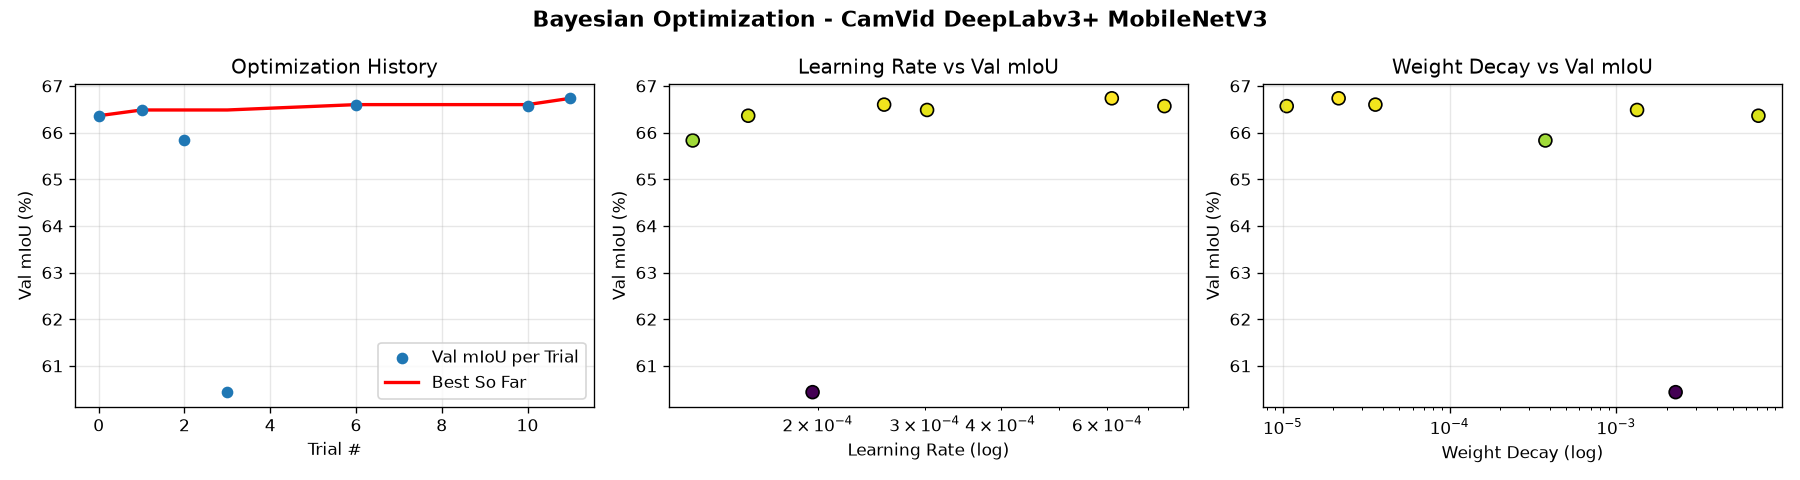 Bayesian Optimization - CamVid DeepLabv3+ MobileNetV3
Optimization History
67
66
65
64
63
62
61
Val mIoU (%)
0 2 4 6 8 10
Trial #
Val mIoU per Trial
Best So Far
Learning Rate vs Val mIoU
67
66
65
64
63
62
61
Val mIoU (%)
2 × 10⁻⁴ 3 × 10⁻⁴ 4 × 10⁻⁴ 6 × 10⁻⁴
Learning Rate (log)
Weight Decay vs Val mIoU
67
66
65
64
63
62
61
Val mIoU (%)
10⁻⁵ 10⁻⁴ 10⁻³
Weight Decay (log)